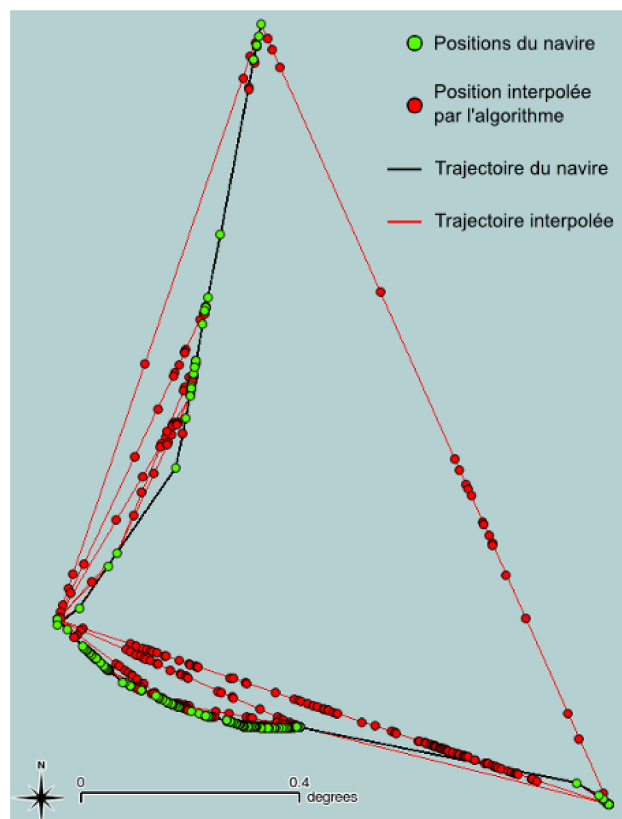 Positions du navire
Position interpolée
par l'algorithme
Trajectoire du navire
Trajectoire interpolée
N
0 0.4
degrees